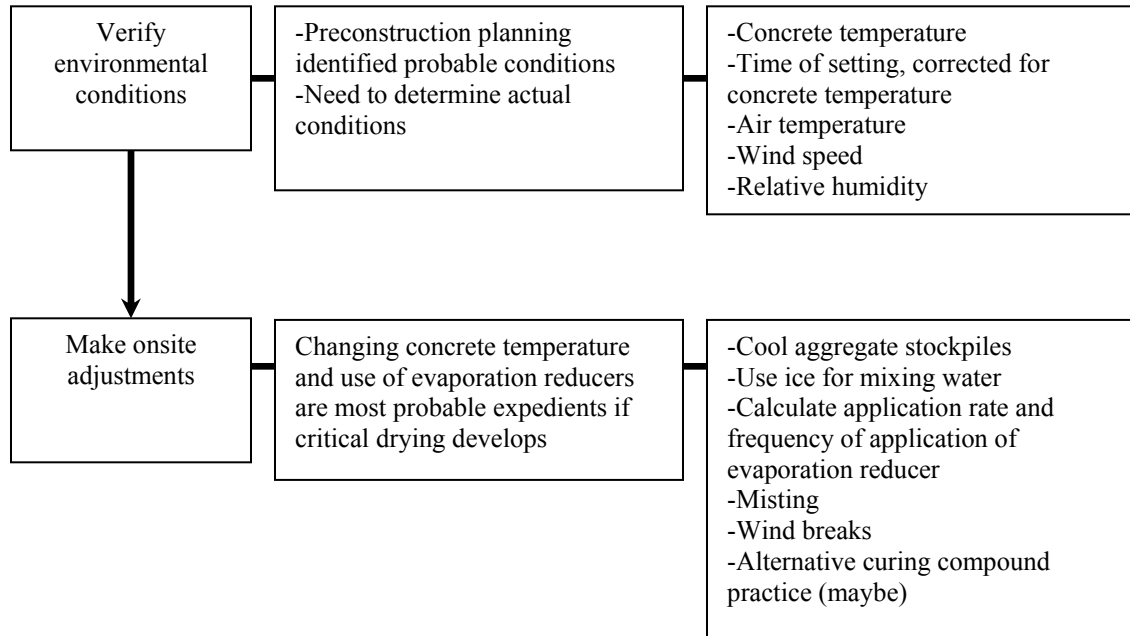 Verify
environmental
conditions
-Preconstruction planning
identified probable conditions
-Need to determine actual
conditions
-Concrete temperature
-Time of setting, corrected for
concrete temperature
-Air temperature
-Wind speed
-Relative humidity
Make onsite
adjustments
Changing concrete temperature
and use of evaporation reducers
are most probable expedients if
critical drying develops
-Cool aggregate stockpiles
-Use ice for mixing water
-Calculate application rate and
frequency of application of
evaporation reducer
-Misting
-Wind breaks
-Alternative curing compound
practice (maybe)